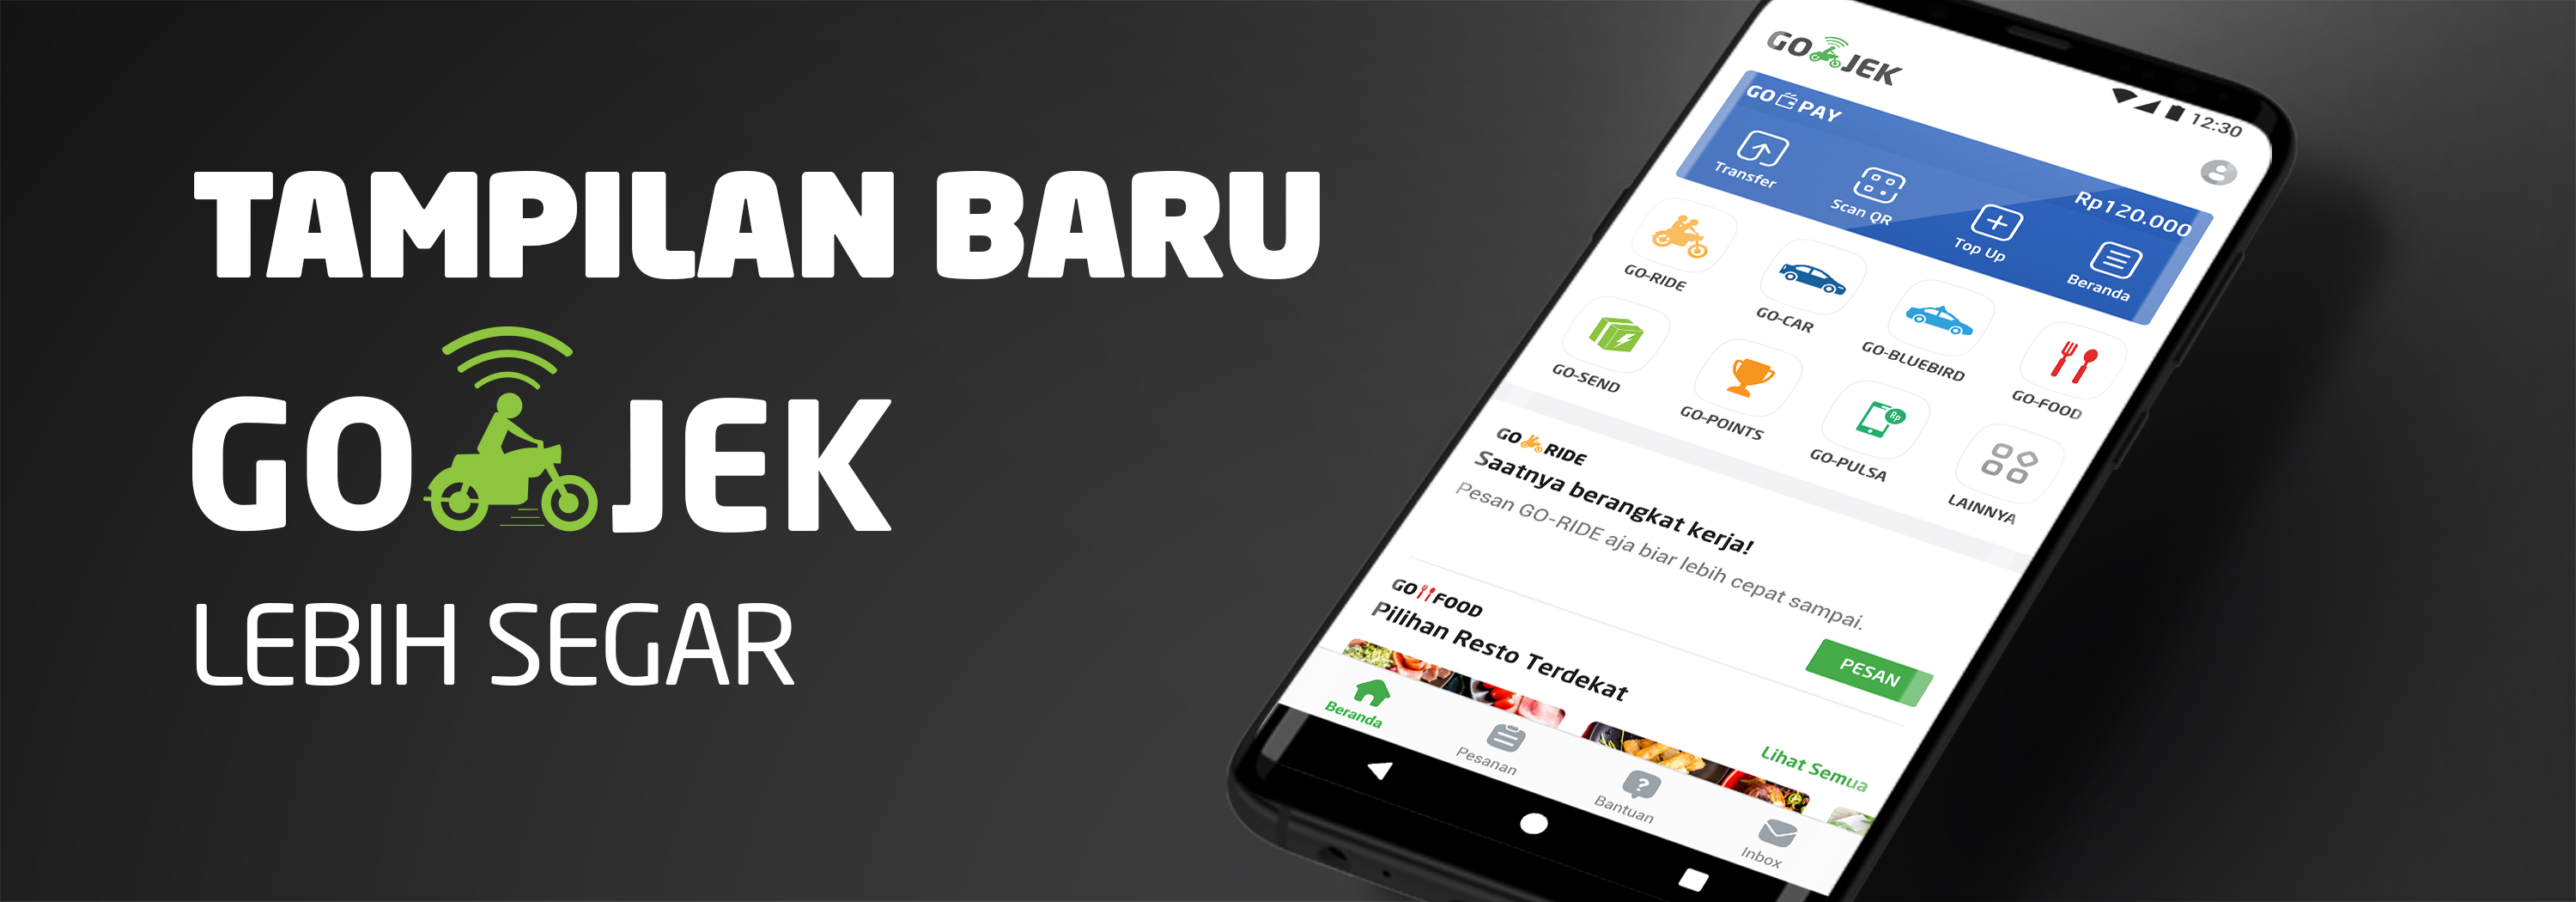 TAMPILAN BARU
GO JEK
LEBIH SEGAR
GO JEK
12:30
GO PAY
Rp120.000
Transfer
Scan QR
Top Up
Beranda
GO-RIDE
GO-CAR
GO-BLUEBIRD
GO-FOOD
GO-SEND
GO-POINTS
GO-PULSA
Rp
LAINNYA
GO RIDE
Saatnya berangkat kerja!
Pesan GO-RIDE aja biar lebih cepat sampai.
PESAN
GO FOOD
Pilihan Resto Terdekat
Lihat Semua
Beranda
Pesanan
Bantuan
Inbox